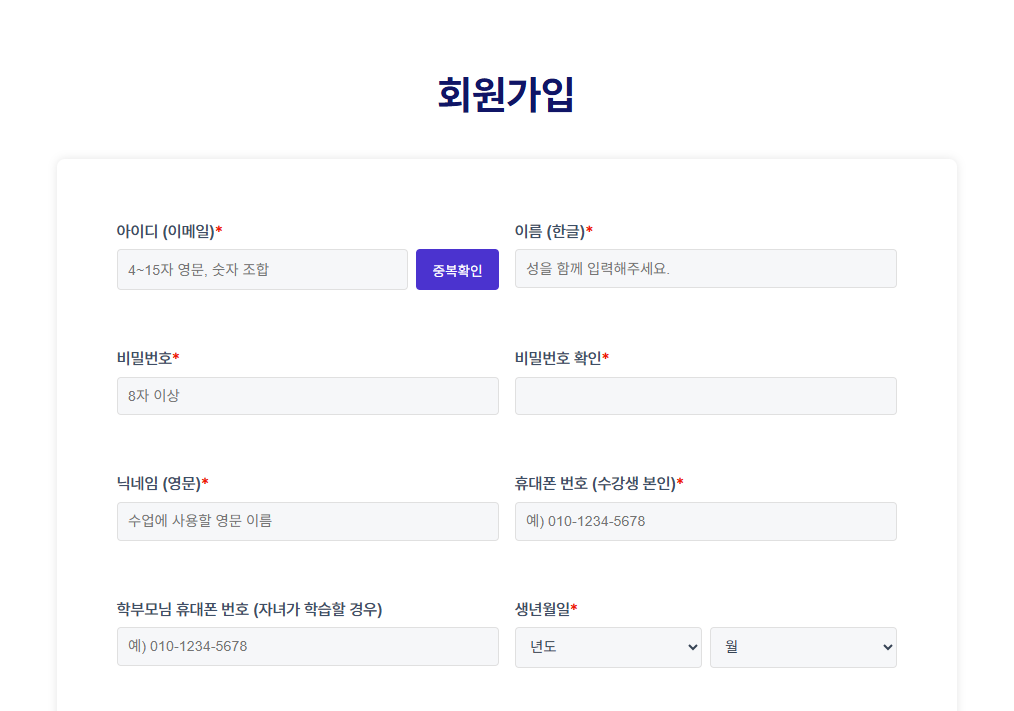 회원가입
아이디 (이메일)*
이름 (한글)*
4~15자 영문, 숫자 조합
중복확인
성을 함께 입력해주세요.
비밀번호*
비밀번호 확인*
8자 이상
닉네임 (영문)*
휴대폰 번호 (수강생 본인)*
수업에 사용할 영문 이름
예) 010-1234-5678
학부모님 휴대폰 번호 (자녀가 학습할 경우)
생년월일*
예) 010-1234-5678
년도
월